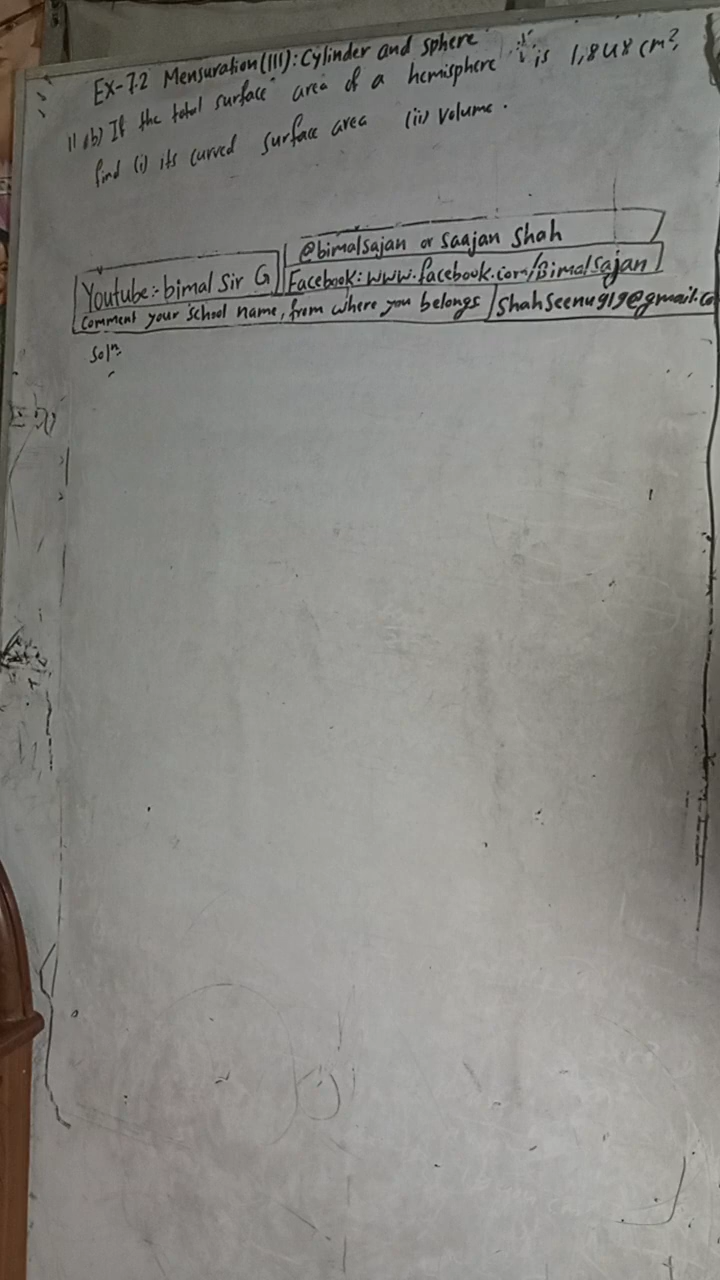 Ex-7.2 Mensuration(III): Cylinder and sphere
11 (b) If the total surface area of a hemisphere is 1,848 cm²,
find (i) its curved surface area (ii) volume.
@bimalsajan or Saajan Shah
Youtube:- bimal Sir G
Facebook: www.facebook.com/Bimalsajan
Comment your School name, from where you belongs
Shahseenu919@gmail.co
Solⁿ: